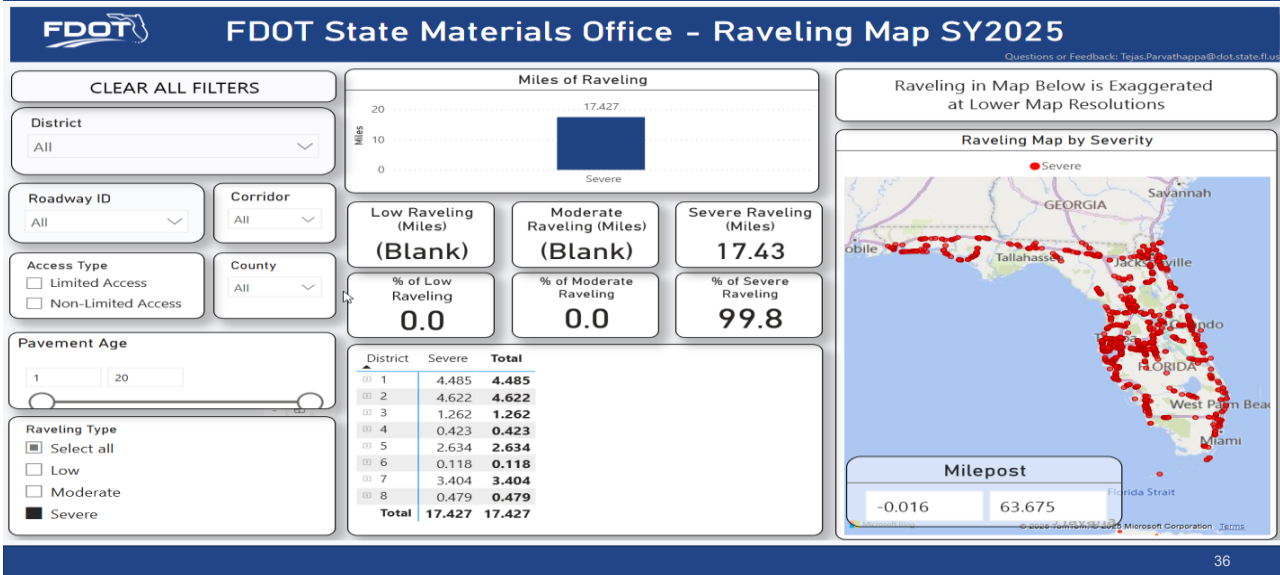 FDOT
FDOT State Materials Office – Raveling Map SY2025
Questions or Feedback: Tejas.Parvathappa@dot.state.fl.us
CLEAR ALL FILTERS
District
All
Roadway ID
All
Corridor
All
Access Type
Limited Access
Non-Limited Access
County
All
Pavement Age
1 20
Raveling Type
Select all
Low
Moderate
Severe
Miles of Raveling
Miles
20
10
0
17.427
Severe
Low Raveling
(Miles)
(Blank)
Moderate
Raveling (Miles)
(Blank)
Severe Raveling
(Miles)
17.43
% of Low
Raveling
0.0
% of Moderate
Raveling
0.0
% of Severe
Raveling
99.8
District Severe Total
1 4.485 4.485
2 4.622 4.622
3 1.262 1.262
4 0.423 0.423
5 2.634 2.634
6 0.118 0.118
7 3.404 3.404
8 0.479 0.479
Total 17.427 17.427
Raveling in Map Below is Exaggerated
at Lower Map Resolutions
Raveling Map by Severity
Severe
Savannah
GEORGIA
obile
Tallahassee
FLORIDA
West Palm Beac
Miami
Florida Strait
Milepost
-0.016 63.675
Microsoft Corporation Terms
36